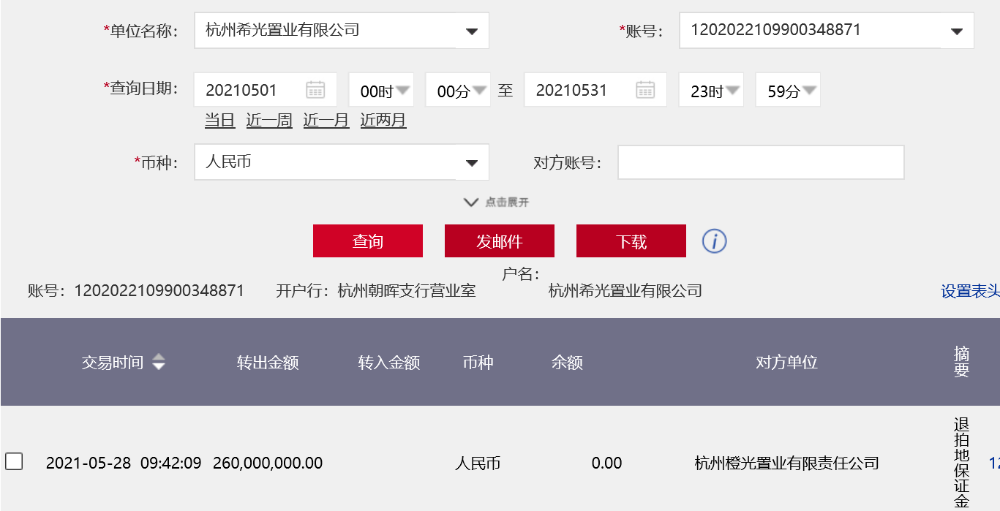 *单位名称： 杭州希光置业有限公司 *账号： 1202022109900348871
*查询日期： 20210501 00时 00分 至 20210531 23时 59分
当日 近一周 近一月 近两月
*币种： 人民币 对方账号：
点击展开
查询 发邮件 下载 i
账号：1202022109900348871 开户行：杭州朝晖支行营业室 户名：杭州希光置业有限公司 设置表头
交易时间 转出金额 转入金额 币种 余额 对方单位 摘要
2021-05-28 09:42:09 260,000,000.00 人民币 0.00 杭州橙光置业有限责任公司 退拍地保证金 12